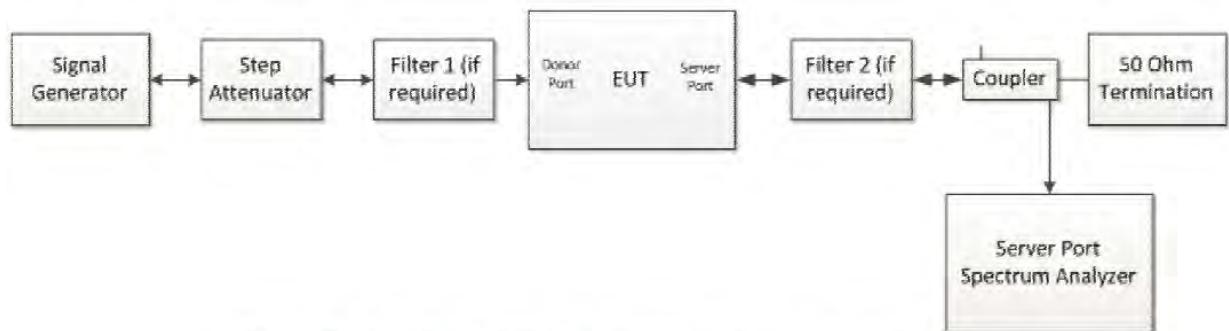 Signal
Generator
Step
Attenuator
Filter 1 (if
required)
Donor
Port
EUT
Server
Port
Filter 2 (if
required)
Coupler
50 Ohm
Termination
Server Port
Spectrum Analyzer